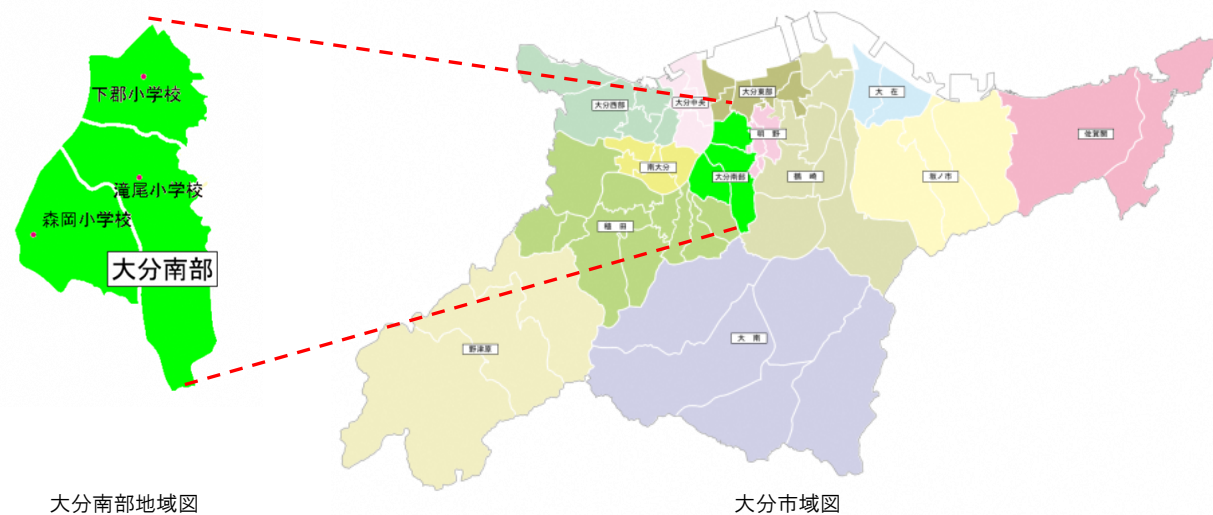 下郡小学校
滝尾小学校
森岡小学校
大分南部
大分南部地域図
大分西部
大分中央
大分東部
明野
大在
佐賀関
南大分
大分南部
鶴崎
坂ノ市
稙田
野津原
大南
大分市域図